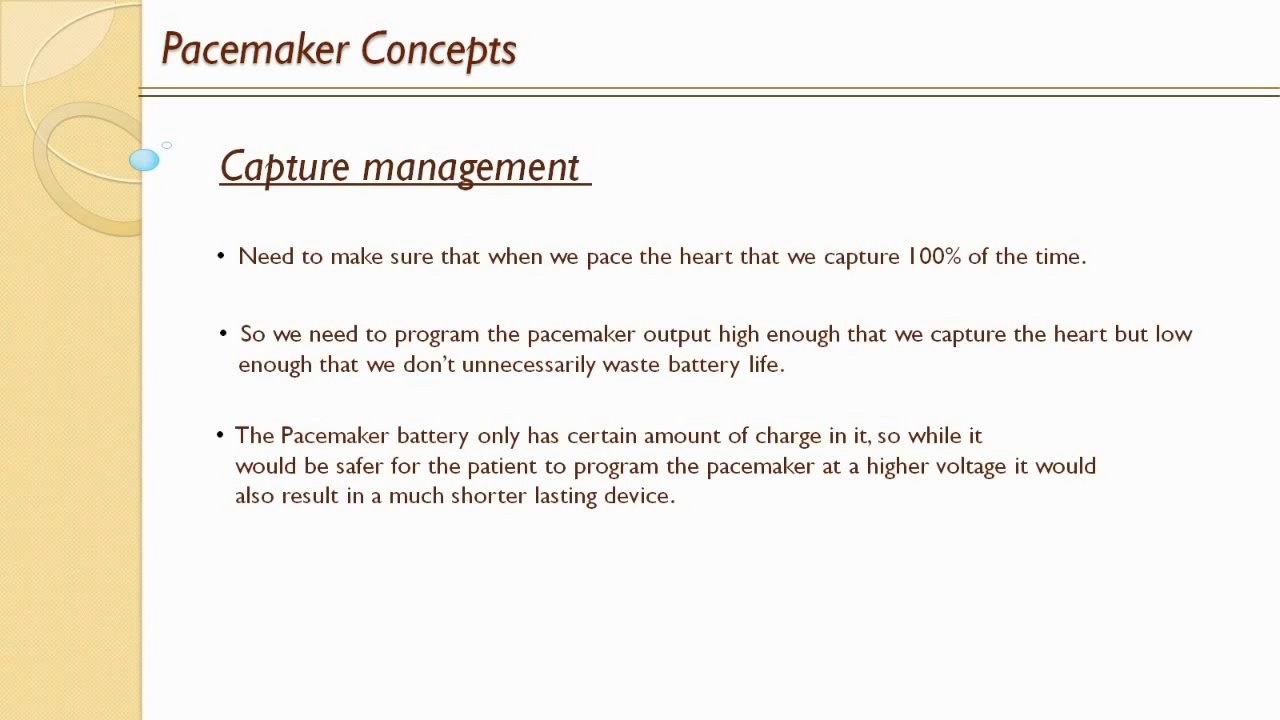 Pacemaker Concepts
Capture management
• Need to make sure that when we pace the heart that we capture 100% of the time.
• So we need to program the pacemaker output high enough that we capture the heart but low
enough that we don’t unnecessarily waste battery life.
• The Pacemaker battery only has certain amount of charge in it, so while it
would be safer for the patient to program the pacemaker at a higher voltage it would
also result in a much shorter lasting device.